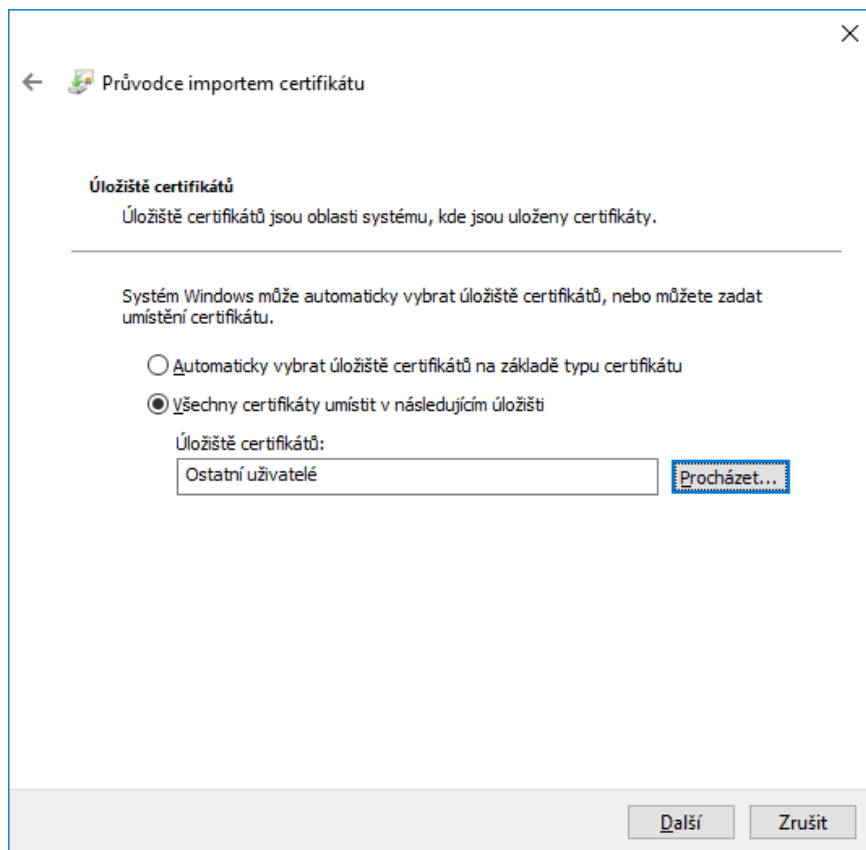 Průvodce importem certifikátu
Úložiště certifikátů
Úložiště certifikátů jsou oblasti systému, kde jsou uloženy certifikáty.
Systém Windows může automaticky vybrat úložiště certifikátů, nebo můžete zadat
umístění certifikátu.
Automaticky vybrat úložiště certifikátů na základě typu certifikátu
Všechny certifikáty umístit v následujícím úložišti
Úložiště certifikátů:
Ostatní uživatelé
Procházet...
Další
Zrušit